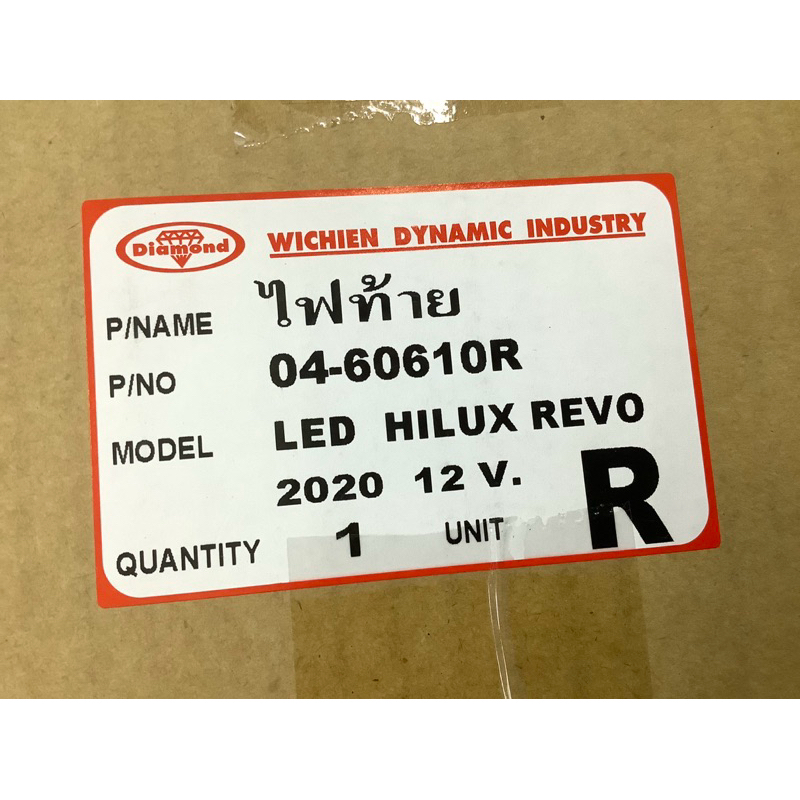 Diamond WICHIEN DYNAMIC INDUSTRY
P/NAME ไฟท้าย
P/NO 04-60610R
MODEL LED HILUX REVO
2020 12 V.
QUANTITY 1 UNIT R